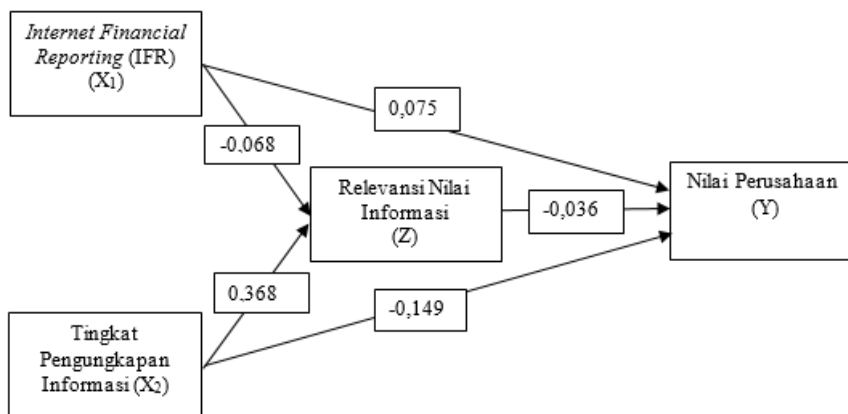 Internet Financial
Reporting (IFR)
(X1)
0,075
-0,068
Relevansi Nilai
Informasi
(Z)
-0,036
Nilai Perusahaan
(Y)
0,368
-0,149
Tingkat
Pengungkapan
Informasi (X2)